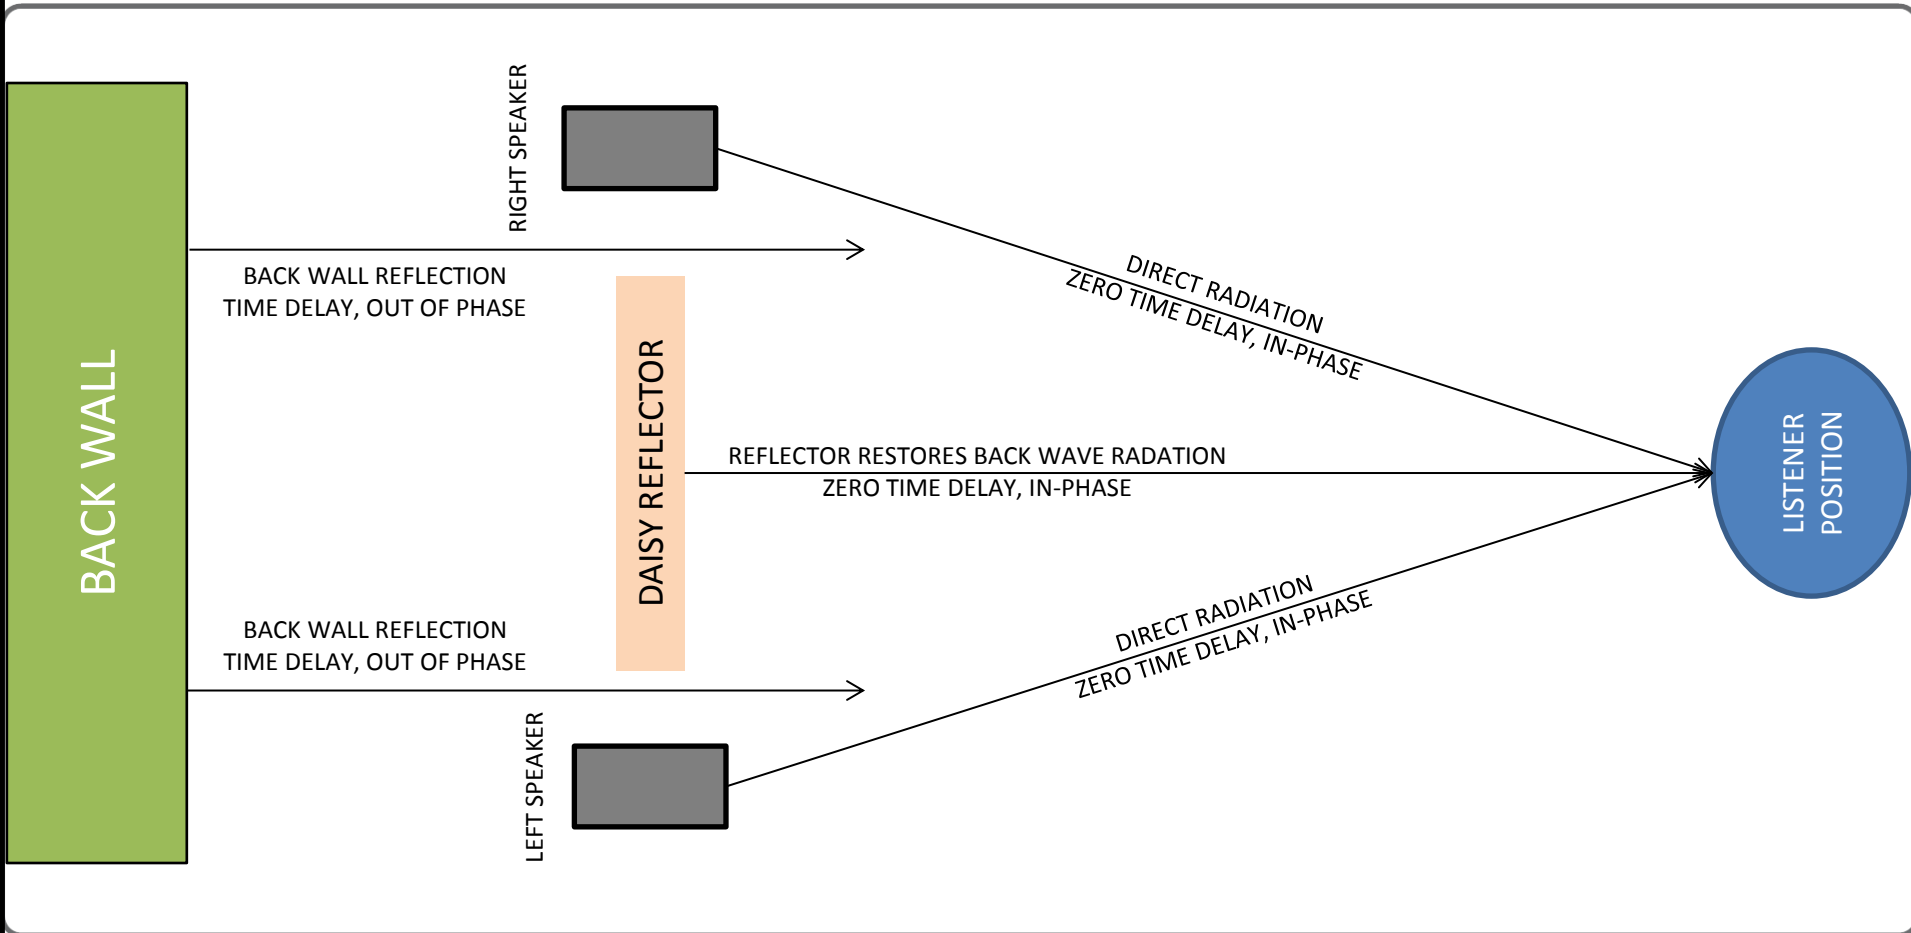 RIGHT SPEAKER
BACK WALL REFLECTION
TIME DELAY, OUT OF PHASE
DIRECT RADIATION
ZERO TIME DELAY, IN-PHASE
BACK WALL
DAISY REFLECTOR
REFLECTOR RESTORES BACK WAVE RADATION
ZERO TIME DELAY, IN-PHASE
LISTENER
POSITION
BACK WALL REFLECTION
TIME DELAY, OUT OF PHASE
DIRECT RADIATION
ZERO TIME DELAY, IN-PHASE
LEFT SPEAKER